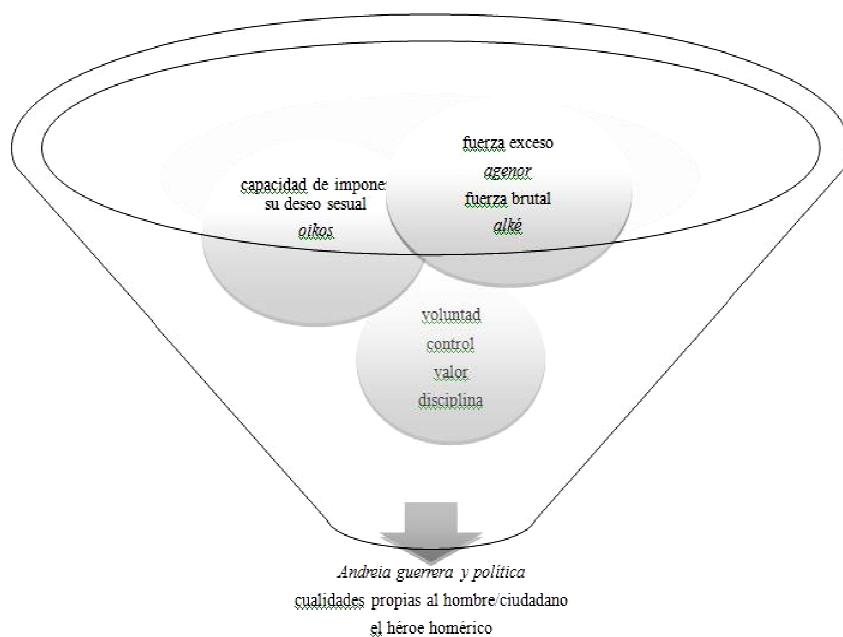 fuerza exceso
agenor
fuerza brutal
alké
capacidad de impone
su deseo sesual
oikos
voluntad
control
valor
disciplina
Andreia guerrera y política
cualidades propias al hombre/ciudadano
el héroe homérico